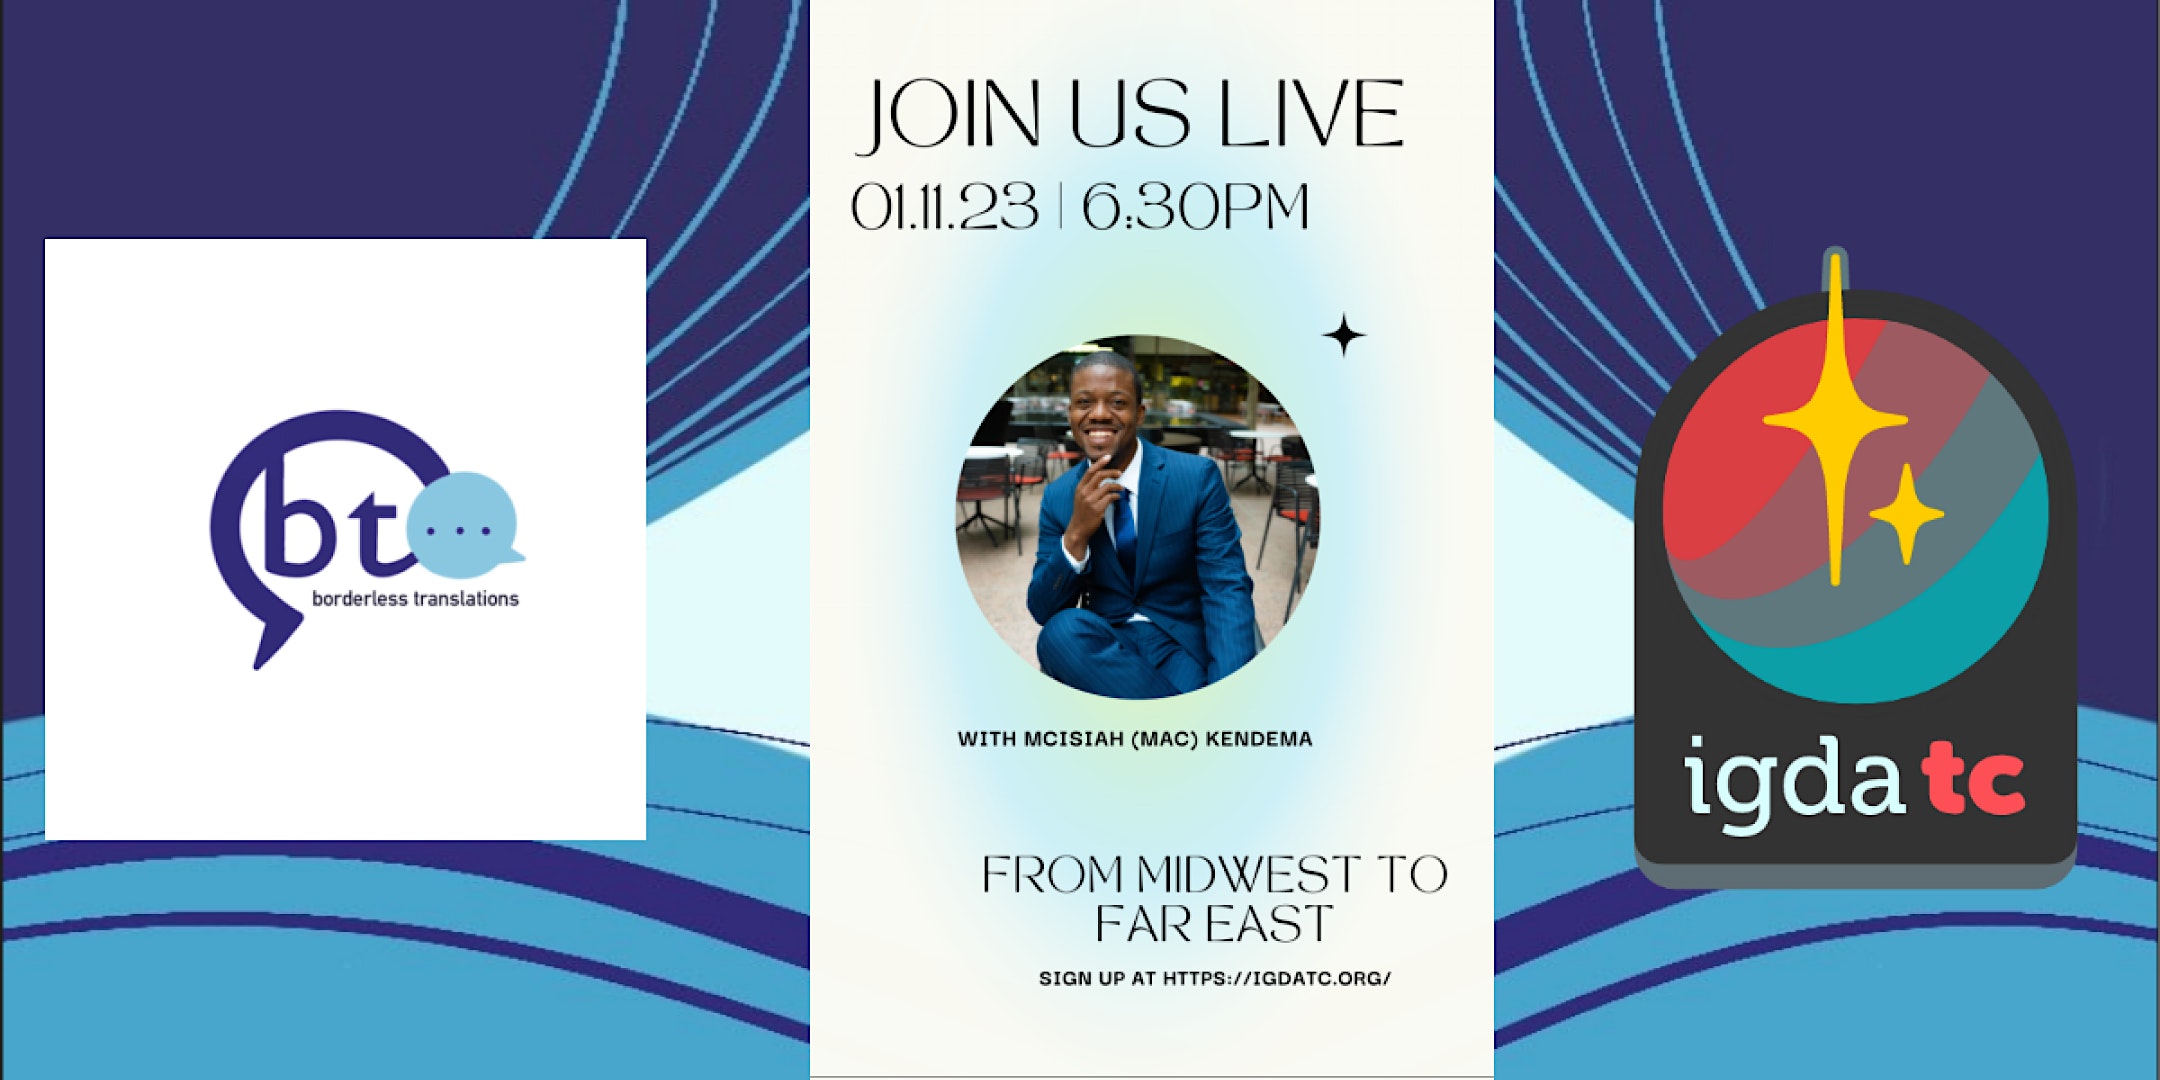 bt
borderless translations
JOIN US LIVE
01.11.23 | 6:30PM
WITH MCISIAH (MAC) KENDEMA
FROM MIDWEST TO
FAR EAST
SIGN UP AT HTTPS://IGDATC.ORG/
igda tc